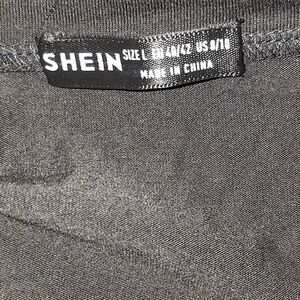 SHEIN SIZE L EU 40/42 US 8/10
MADE IN CHINA